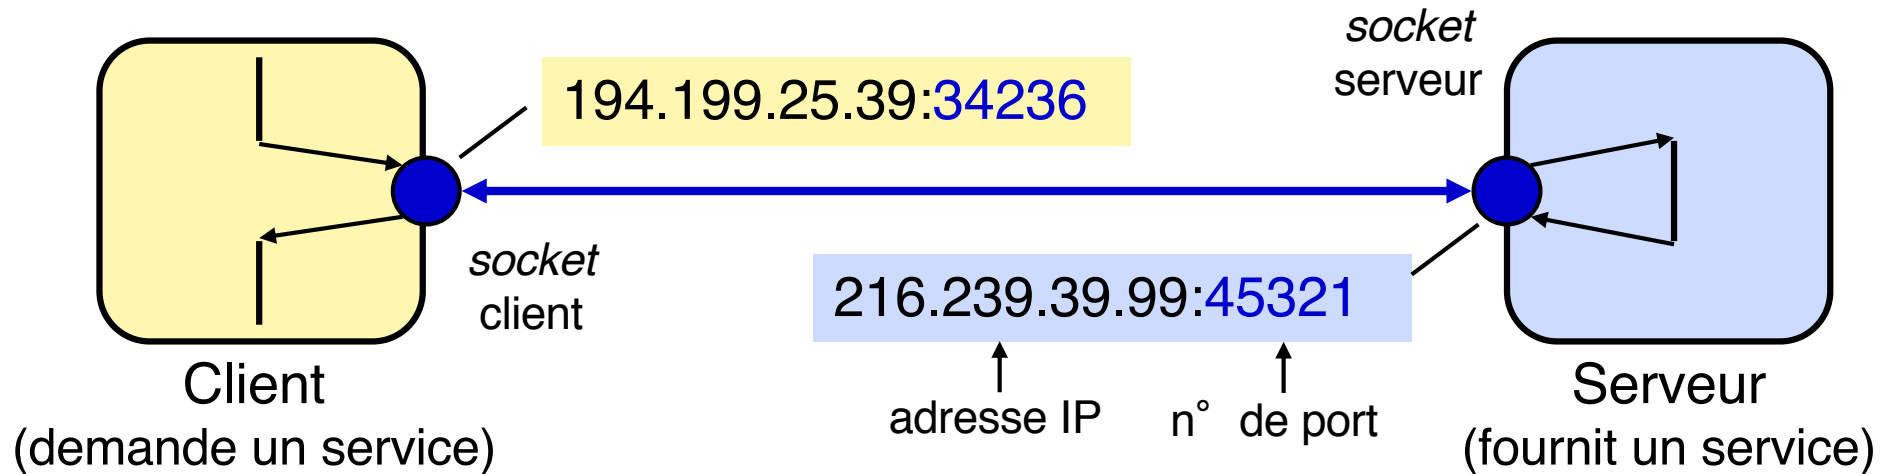 socket
serveur
194.199.25.39:34236
socket
client
216.239.39.99:45321
adresse IP
n° de port
Client
(demande un service)
Serveur
(fournit un service)